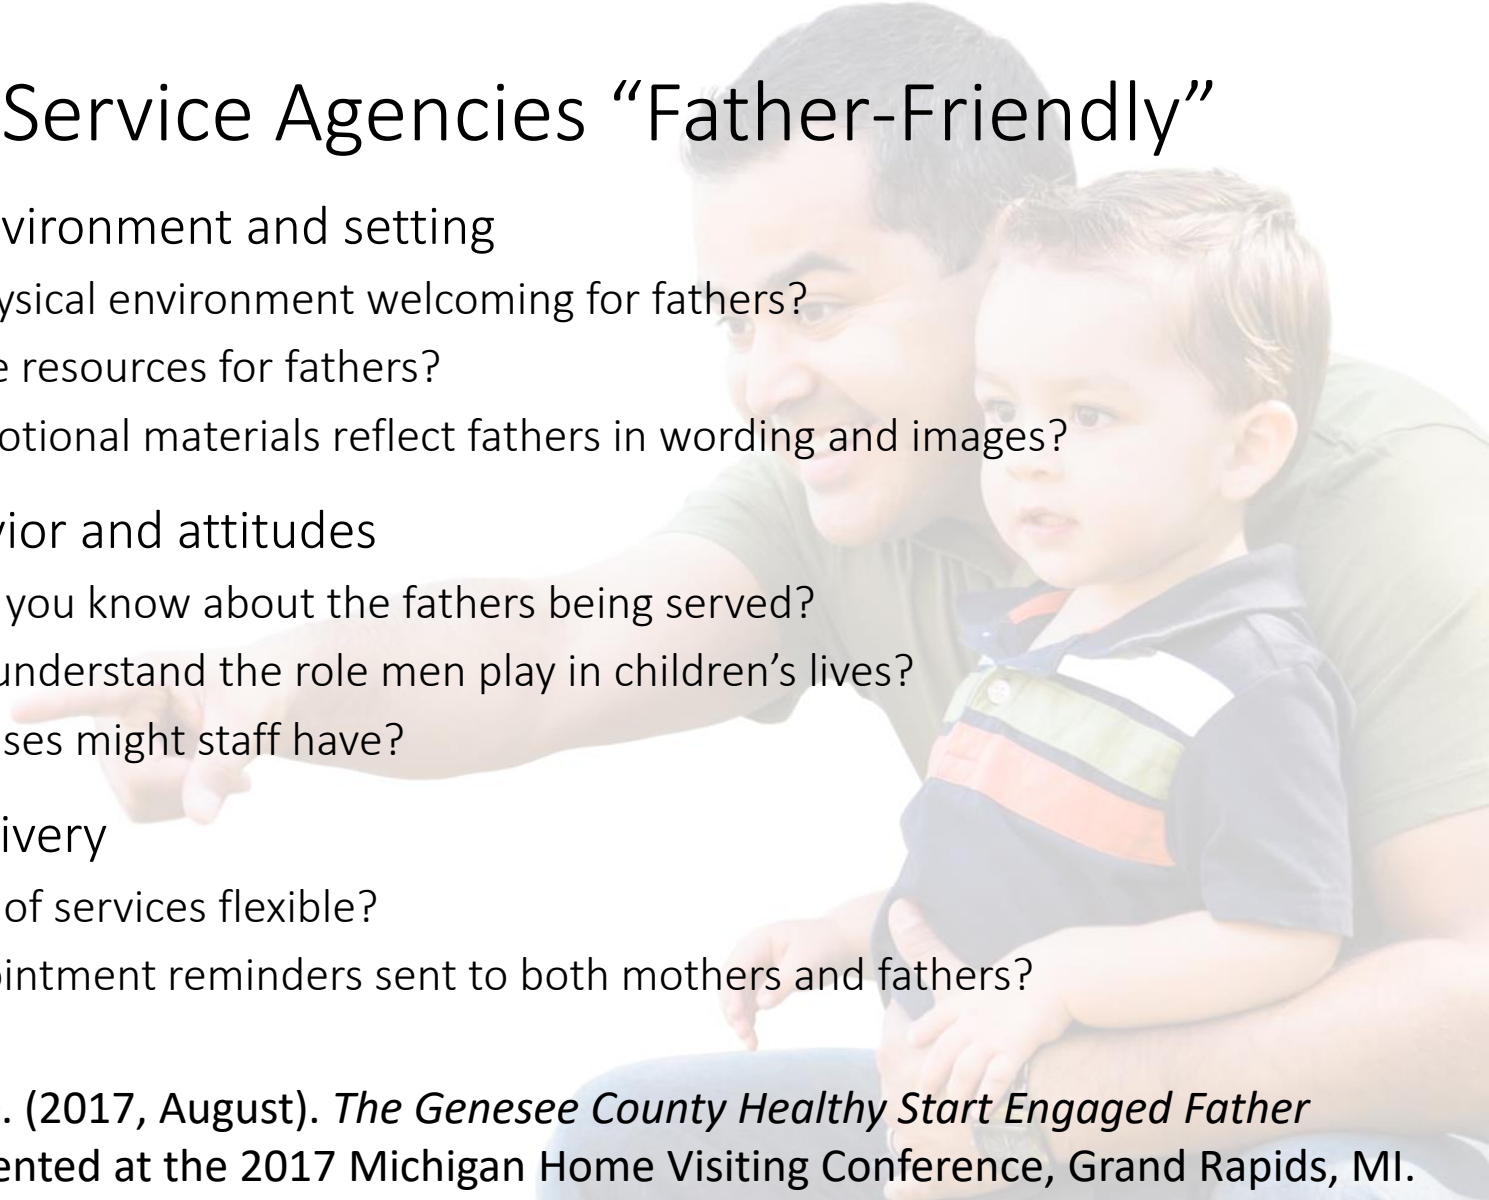 Service Agencies “Father-Friendly”
vironment and setting
ysical environment welcoming for fathers?
e resources for fathers?
otional materials reflect fathers in wording and images?
vior and attitudes
you know about the fathers being served?
understand the role men play in children’s lives?
ses might staff have?
ivery
of services flexible?
ointment reminders sent to both mothers and fathers?
. (2017, August). The Genesee County Healthy Start Engaged Father
ented at the 2017 Michigan Home Visiting Conference, Grand Rapids, MI.